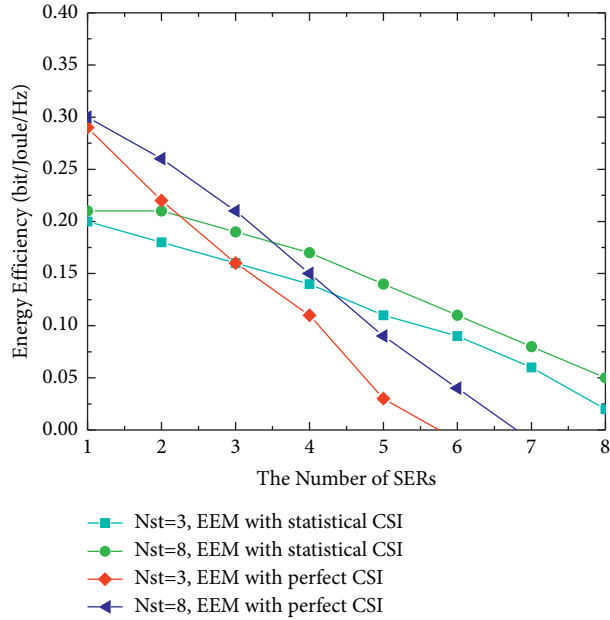 0.40
0.35
0.30
0.25
0.20
0.15
0.10
0.05
0.00
Energy Efficiency (bit/Joule/Hz)
1 2 3 4 5 6 7 8
The Number of SERs
Nst=3, EEM with statistical CSI
Nst=8, EEM with statistical CSI
Nst=3, EEM with perfect CSI
Nst=8, EEM with perfect CSI